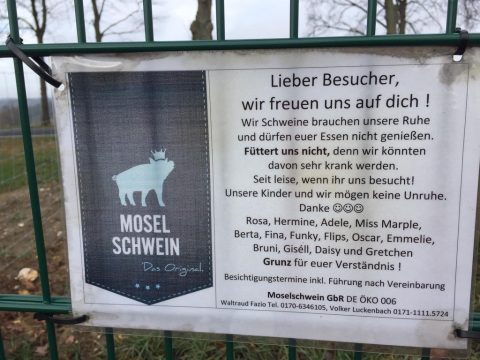 Lieber Besucher,
wir freuen uns auf dich !
Wir Schweine brauchen unsere Ruhe
und dürfen euer Essen nicht genießen.
Füttert uns nicht, denn wir könnten
davon sehr krank werden.
Seit leise, wenn ihr uns besucht!
Unsere Kinder und wir mögen keine Unruhe.
Danke ☺☺☺
Rosa, Hermine, Adele, Miss Marple,
Berta, Fina, Funky, Flips, Oscar, Emmelie,
Bruni, Giséll, Daisy und Gretchen
Grunz für euer Verständnis !
Besichtigungstermine inkl. Führung nach Vereinbarung
Moselschwein GbR DE ÖKO 006
Waltraud Fazio Tel. 0170-6346105, Volker Luckenbach 0171-1111.5724
MOSEL
SCHWEIN
Das Original.